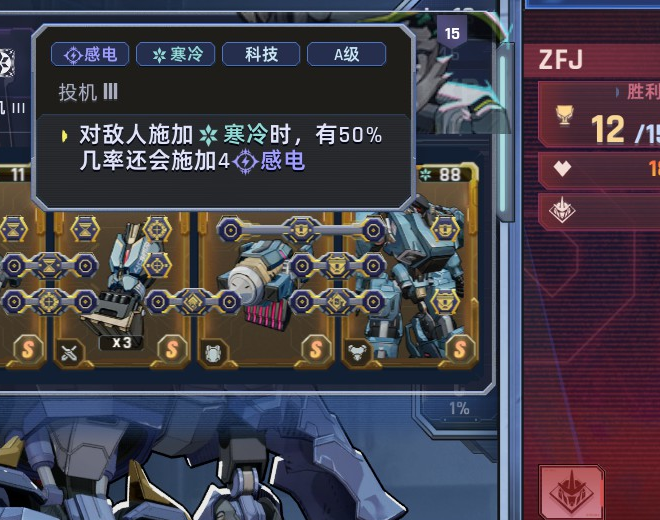 15
感电 寒冷 科技 A级
ZFJ
投机 III
III
胜利
12 /15
对敌人施加寒冷时，有50%
几率还会施加4感电
11
88
x3
S
S
S
S
1%